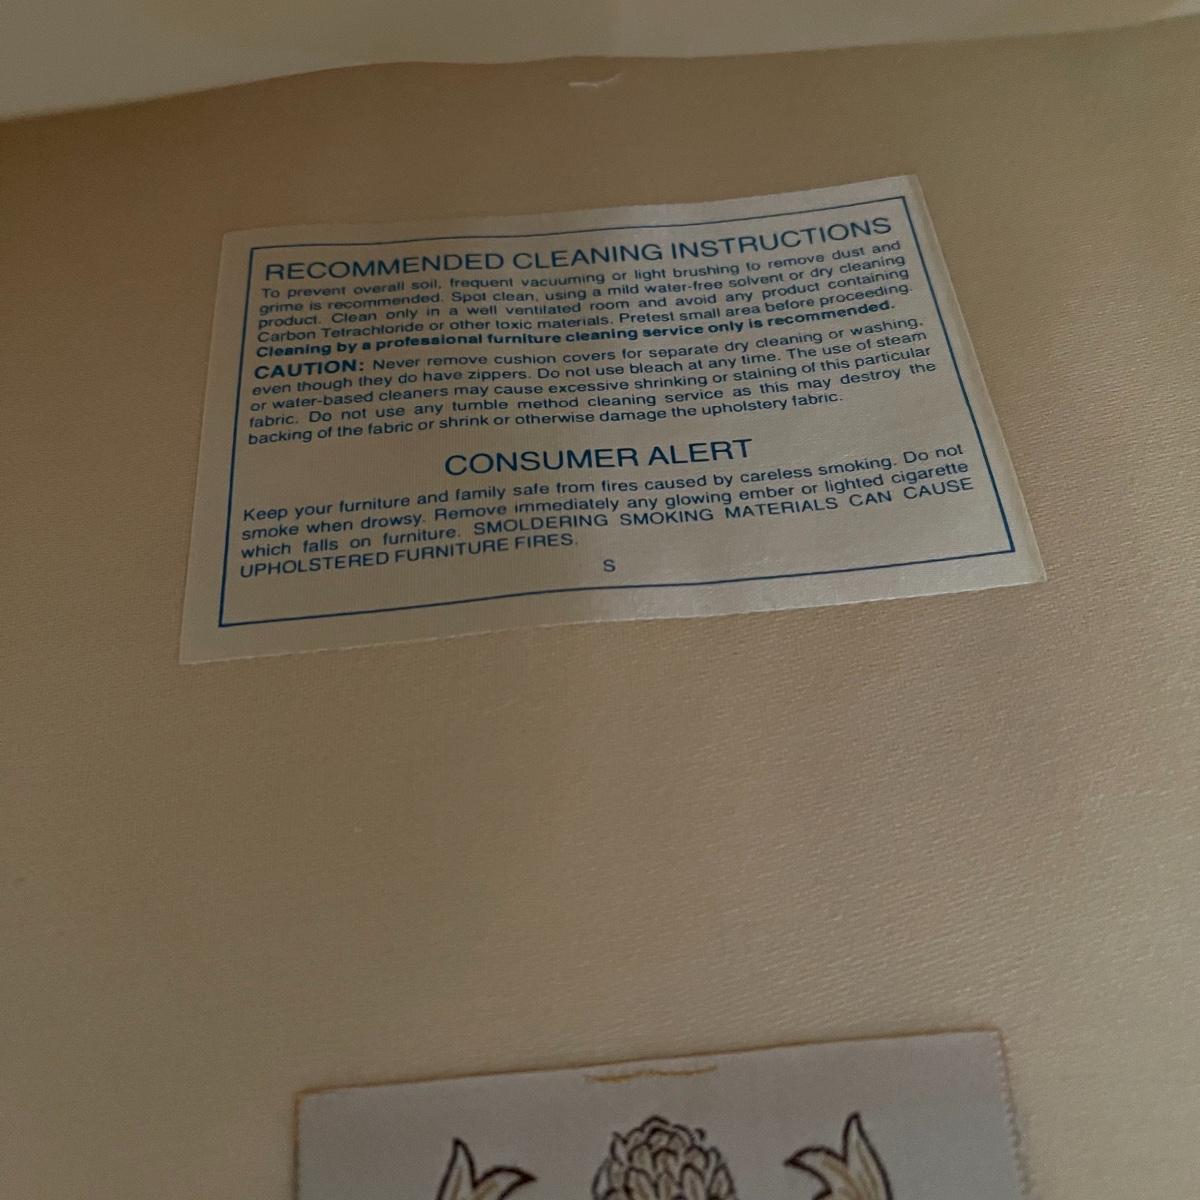 RECOMMENDED CLEANING INSTRUCTIONS
To prevent overall soil, frequent vacuuming or light brushing to remove dust and
grime is recommended. Spot clean, using a mild water-free solvent or dry cleaning
product. Clean only in a well ventilated room and avoid any product containing
Carbon Tetrachloride or other toxic materials. Pretest small area before proceeding.
Cleaning by a professional furniture cleaning service only is recommended.
CAUTION: Never remove cushion covers for separate dry cleaning or washing,
even though they do have zippers. Do not use bleach at any time. The use of steam
or water-based cleaners may cause excessive shrinking or staining of this particular
fabric. Do not use any tumble method cleaning service as this may destroy the
backing of the fabric or shrink or otherwise damage the upholstery fabric.
CONSUMER ALERT
Keep your furniture and family safe from fires caused by careless smoking. Do not
smoke when drowsy. Remove immediately any glowing ember or lighted cigarette
which falls on furniture. SMOLDERING SMOKING MATERIALS CAN CAUSE
UPHOLSTERED FURNITURE FIRES.
S